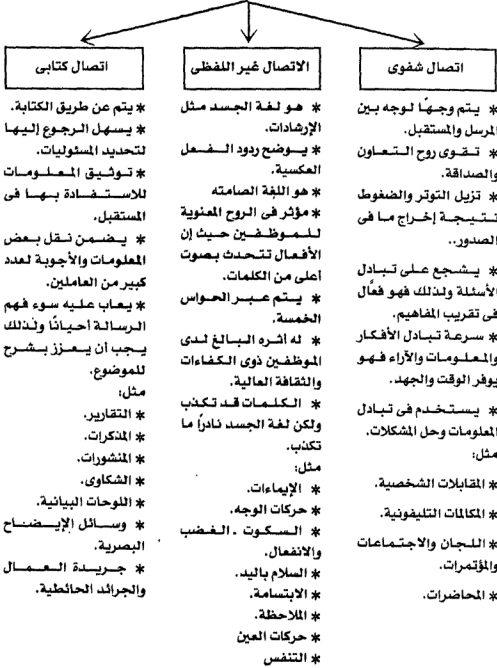 اتصال شفوى
* يتم وجهًا لوجه بين
المرسل والمستقبل.
* تقوى روح التعاون
والصداقة.
* تزيل التوتر والضغوط
نتيجة إخراج ما فى
الصدور..
* يشجع على تبادل
الأسئلة ولذلك فهو فعَّال
فى تقريب المفاهيم.
* سرعة تبادل الأفكار
والمعلومات والآراء فهو
يوفر الوقت والجهد.
* يستخدم فى تبادل
المعلومات وحل المشكلات.
مثل:
* المقابلات الشخصية.
* المكالمات التليفونية.
* اللجان والاجتماعات
والمؤتمرات.
* المحاضرات.
الاتصال غير اللفظى
* هو لغة الجسد مثل
الإرشادات.
* يوضح ردود الفعل
العكسية.
* هو اللغة الصامته
* مؤثر فى الروح المعنوية
للموظفين حيث إن
الأفعال تتحدث بصوت
أعلى من الكلمات.
* يتم عبر الحواس
الخمسة.
* له أثره البالغ لدى
الموظفين ذوى الكفاءات
والثقافة العالية.
* الكلمات قد تكذب
ولكن لغة الجسد نادرًا ما
تكذب.
مثل:
* الإيماءات.
* حركات الوجه.
* السكوت . الغضب
والانفعال.
* السلام باليد.
* الابتسامة.
* الملاحظة.
* حركات العين
* التنفس
اتصال كتابى
* يتم عن طريق الكتابة.
* يسهل الرجوع إليها
لتحديد المسئوليات.
* توثيق المعلومات
للاستفادة بها فى
المستقبل.
* يضمن نقل بعض
المعلومات والأجوبة لعدد
كبير من العاملين.
* يعاب عليه سوء فهم
الرسالة أحيانًا ولذلك
يجب أن يعزز بشرح
للموضوع.
مثل:
* التقارير.
* المذكرات.
* المنشورات.
* الشكاوى.
* اللوحات البيانية.
* وسائل الإيضاح
البصرية.
* جريدة العمال
والجرائد الحائطية.